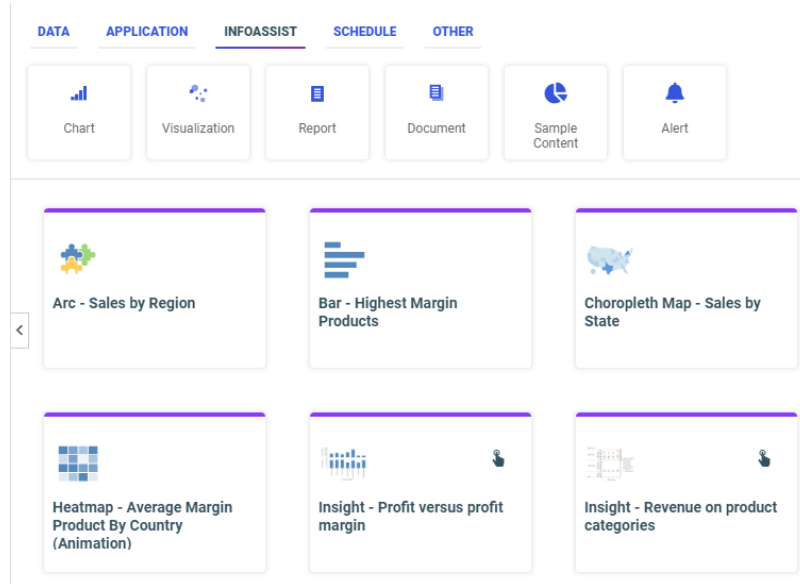 DATA APPLICATION INFOASSIST SCHEDULE OTHER
Chart Visualization Report Document Sample Content Alert
Arc - Sales by Region
Bar - Highest Margin
Products
Choropleth Map - Sales by
State
Heatmap - Average Margin
Product By Country
(Animation)
Insight - Profit versus profit
margin
Insight - Revenue on product
categories